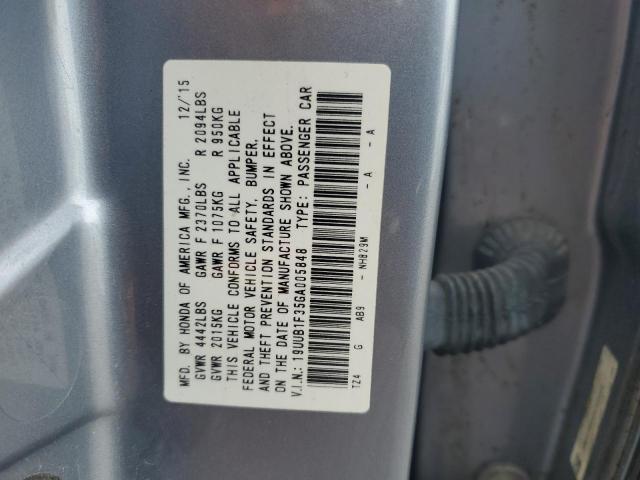 MFD. BY HONDA OF AMERICA MFG., INC. 12/'15
GVWR 4442LBS GAWR F 2370LBS R 2094LBS
GVWR 2015KG GAWR F 1075KG R 950KG
THIS VEHICLE CONFORMS TO ALL APPLICABLE
FEDERAL MOTOR VEHICLE SAFETY, BUMPER,
AND THEFT PREVENTION STANDARDS IN EFFECT
ON THE DATE OF MANUFACTURE SHOWN ABOVE.
V.I.N.: 19UUB1F35GA005848 TYPE: PASSENGER CAR
TZ4 G AB9 - NH829M - A - A